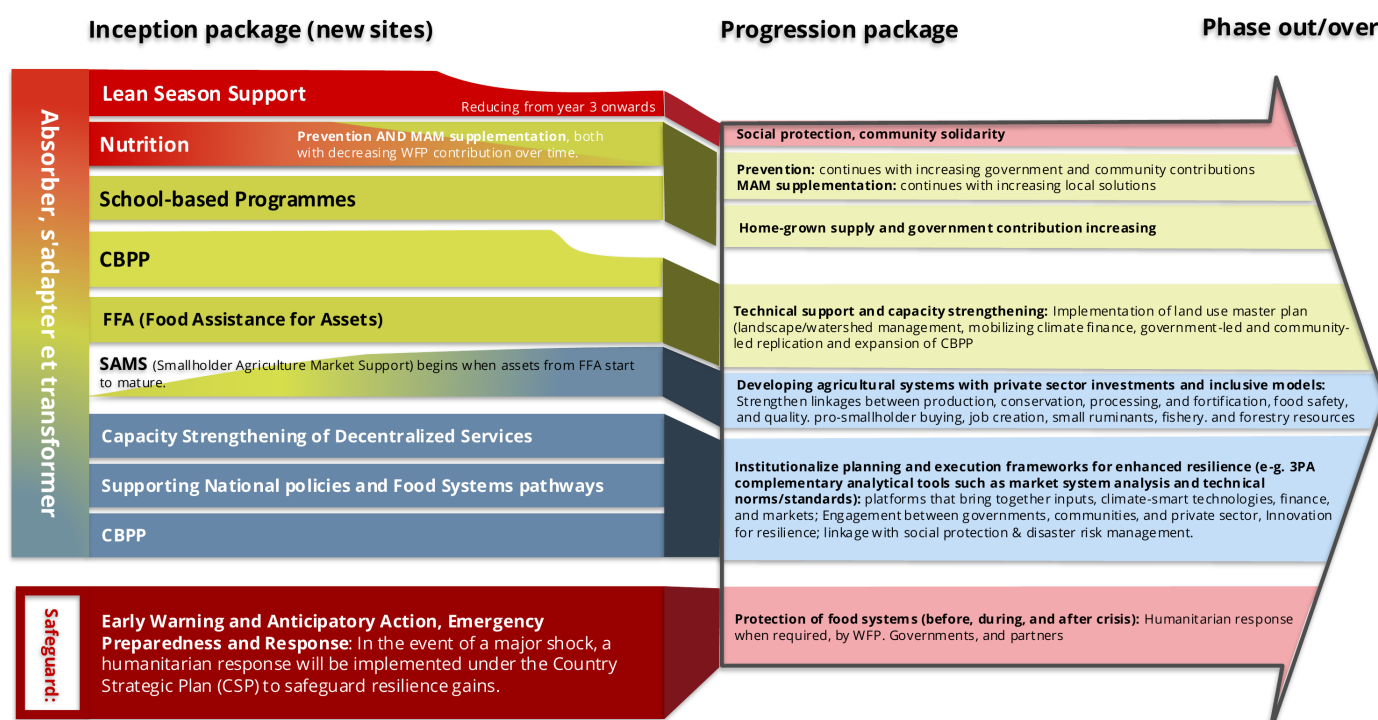 Inception package (new sites)
Progression package
Phase out/over
Absorber, s'adapter et transformer
Lean Season Support
Reducing from year 3 onwards
Nutrition
Prevention AND MAM supplementation, both
with decreasing WFP contribution over time.
School-based Programmes
CBPP
FFA (Food Assistance for Assets)
SAMS (Smallholder Agriculture Market Support) begins when assets from FFA start
to mature.
Capacity Strengthening of Decentralized Services
Supporting National policies and Food Systems pathways
CBPP
Social protection, community solidarity
Prevention: continues with increasing government and community contributions
MAM supplementation: continues with increasing local solutions
Home-grown supply and government contribution increasing
Technical support and capacity strengthening: Implementation of land use master plan
(landscape/watershed management, mobilizing climate finance, government-led and community-
led replication and expansion of CBPP
Developing agricultural systems with private sector investments and inclusive models:
Strengthen linkages between production, conservation, processing, and fortification, food safety,
and quality. pro-smallholder buying, job creation, small ruminants, fishery. and forestry resources
Institutionalize planning and execution frameworks for enhanced resilience (e-g. 3PA
complementary analytical tools such as market system analysis and technical
norms/standards): platforms that bring together inputs, climate-smart technologies, finance,
and markets; Engagement between governments, communities, and private sector, Innovation
for resilience; linkage with social protection & disaster risk management.
Safeguard:
Early Warning and Anticipatory Action, Emergency
Preparedness and Response: In the event of a major shock, a
humanitarian response will be implemented under the Country
Strategic Plan (CSP) to safeguard resilience gains.
Protection of food systems (before, during, and after crisis): Humanitarian response
when required, by WFP. Governments, and partners